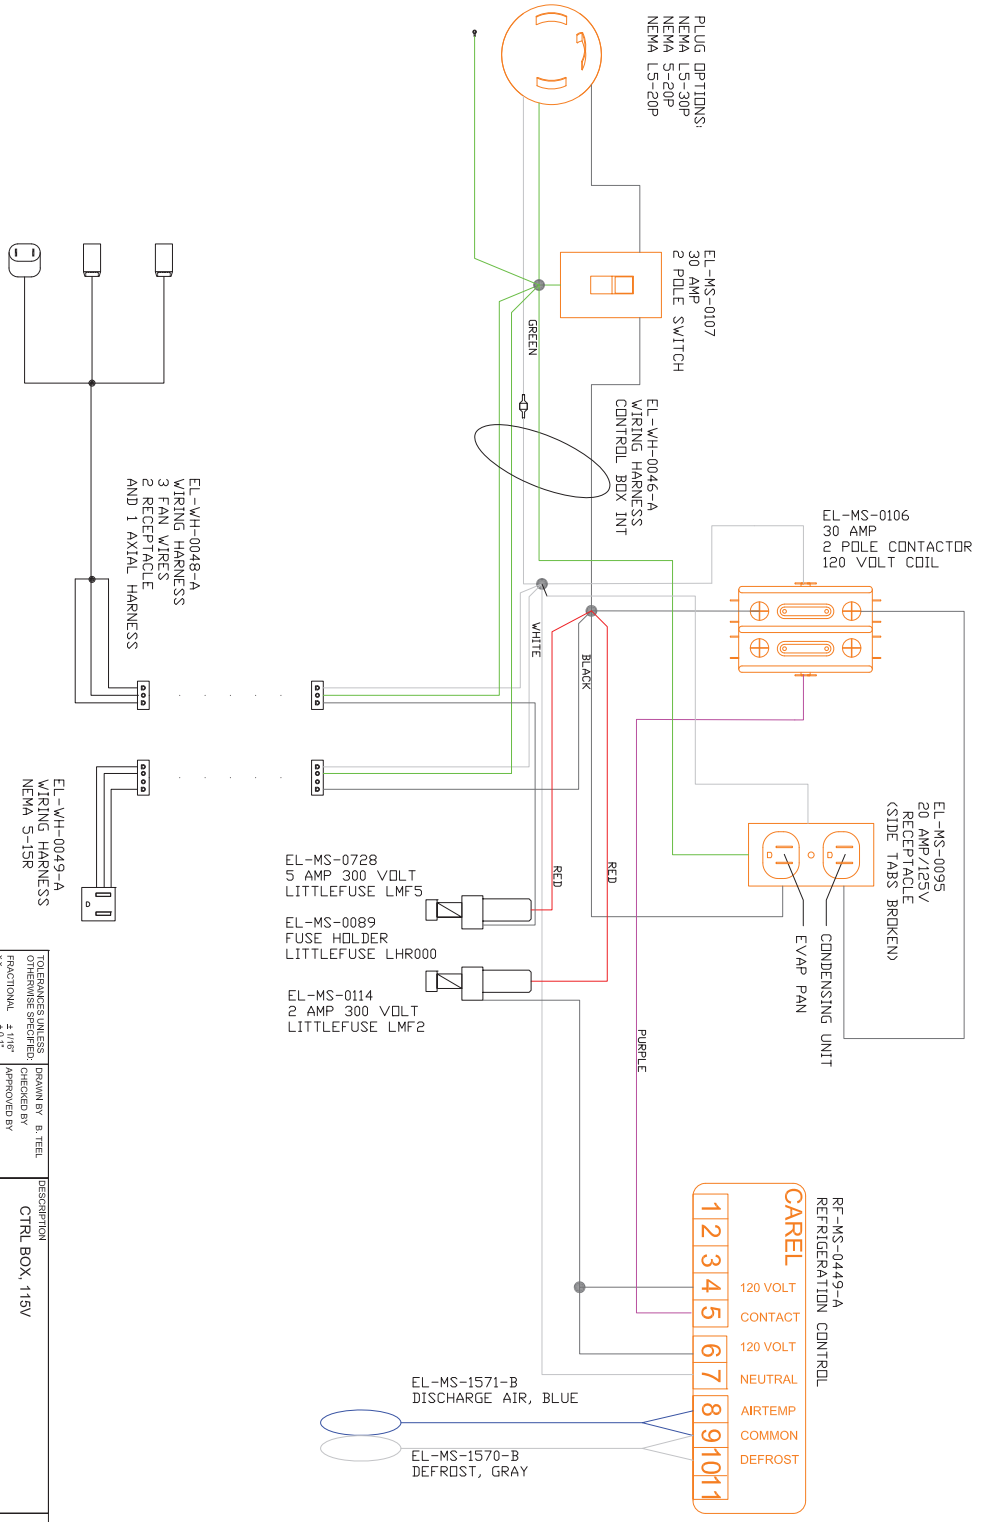 PLUG OPTIONS:
NEMA L5-30P
NEMA 5-20P
NEMA L5-20P
EL-MS-0107
30 AMP
2 POLE SWITCH
GREEN
EL-WH-0046-A
WIRING HARNESS
CONTROL BOX INT
EL-MS-0106
30 AMP
2 POLE CONTACTOR
120 VOLT COIL
EL-WH-0048-A
WIRING HARNESS
3 FAN WIRES
2 RECEPTACLE
AND 1 AXIAL HARNESS
WHITE
BLACK
EL-WH-0049-A
WIRING HARNESS
NEMA 5-15R
EL-MS-0095
20 AMP/125V
RECEPTACLE
(SIDE TABS BROKEN)
CONDENSING UNIT
EVAP PAN
EL-MS-0728
5 AMP 300 VOLT
LITTLEFUSE LMF5
EL-MS-0089
FUSE HOLDER
LITTLEFUSE LHR000
EL-MS-0114
2 AMP 300 VOLT
LITTLEFUSE LMF2
RED
RED
PURPLE
RF-MS-0449-A
REFRIGERATION CONTROL
CAREL
1
2
3
4 120 VOLT
5 CONTACT
6 120 VOLT
7 NEUTRAL
8 AIRTEMP
9 COMMON
10 DEFROST
11
EL-MS-1571-B
DISCHARGE AIR, BLUE
EL-MS-1570-B
DEFROST, GRAY
TOLERANCES UNLESS
OTHERWISE SPECIFIED:
FRACTIONAL ± 1/16"
DRAWN BY B. TEEL
CHECKED BY
APPROVED BY
DESCRIPTION
CTRL BOX, 115V